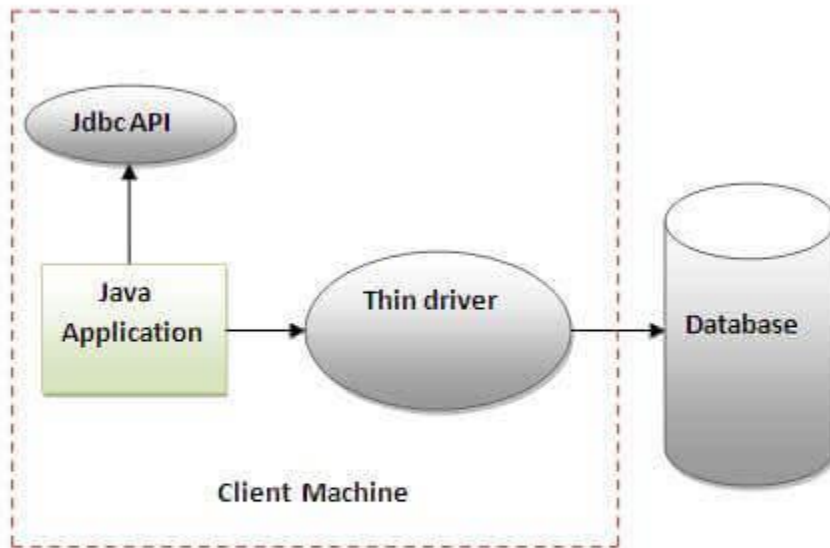 Jdbc API
Java
Application
Thin driver
Database
Client Machine